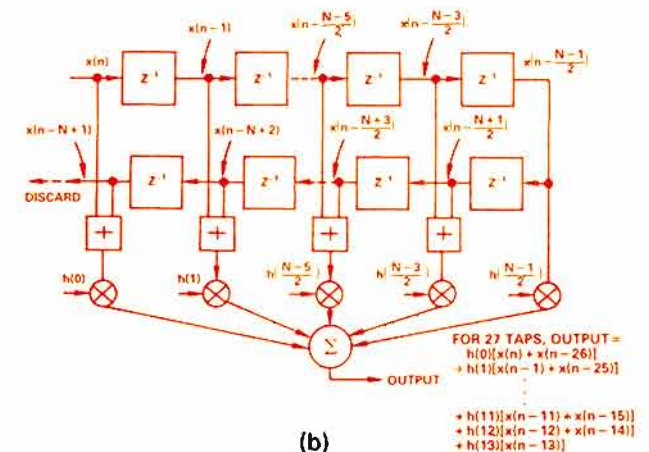 x(n)
x(n−1)
x(n−N−5/2)
x(n−N−3/2)
x(n−N−1/2)
z⁻¹
z⁻¹
z⁻¹
z⁻¹
x(n−N+1)
x(n−N+2)
x(n−N+3/2)
x(n−N+1/2)
z⁻¹
z⁻¹
z⁻¹
z⁻¹
DISCARD
+
+
+
+
h(0)
h(1)
h(N−5/2)
h(N−3/2)
h(N−1/2)
Σ
OUTPUT
FOR 27 TAPS, OUTPUT =
h(0)[x(n) + x(n−26)]
+ h(1)[x(n−1) + x(n−25)]
+ h(11)[x(n−11) + x(n−15)]
+ h(12)[x(n−12) + x(n−14)]
+ h(13)[x(n−13)]
(b)